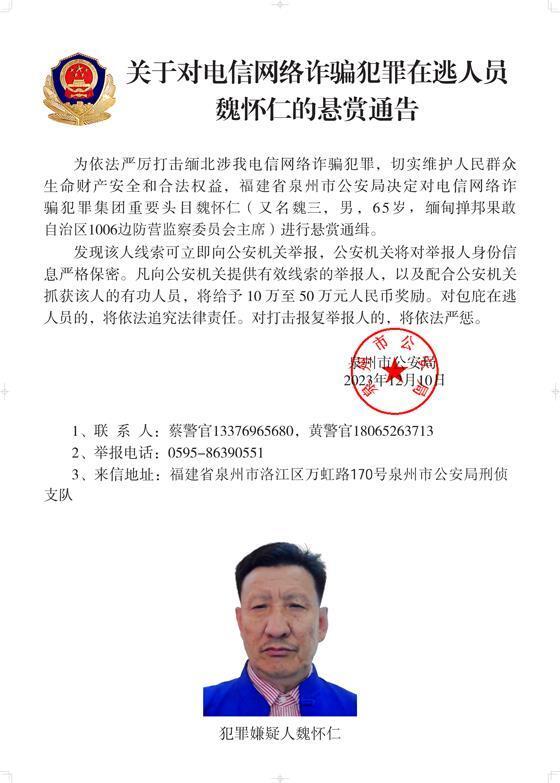 关于对电信网络诈骗犯罪在逃人员
魏怀仁的悬赏通告
为依法严厉打击缅北涉我电信网络诈骗犯罪，切实维护人民群众
生命财产安全和合法权益，福建省泉州市公安局决定对电信网络诈
骗犯罪集团重要头目魏怀仁（又名魏三，男，65岁，缅甸掸邦果敢
自治区1006边防营监察委员会主席）进行悬赏通缉。
发现该人线索可立即向公安机关举报，公安机关将对举报人身份信
息严格保密。凡向公安机关提供有效线索的举报人，以及配合公安机关
抓获该人的有功人员，将给予10万至50万元人民币奖励。对包庇在逃
人员的，将依法追究法律责任。对打击报复举报人的，将依法严惩。
泉州市公安局
2023年12月10日
泉州市公安局
1、联 系 人：蔡警官13376965680，黄警官18065263713
2、举报电话：0595-86390551
3、来信地址：福建省泉州市洛江区万虹路170号泉州市公安局刑侦
支队
犯罪嫌疑人魏怀仁